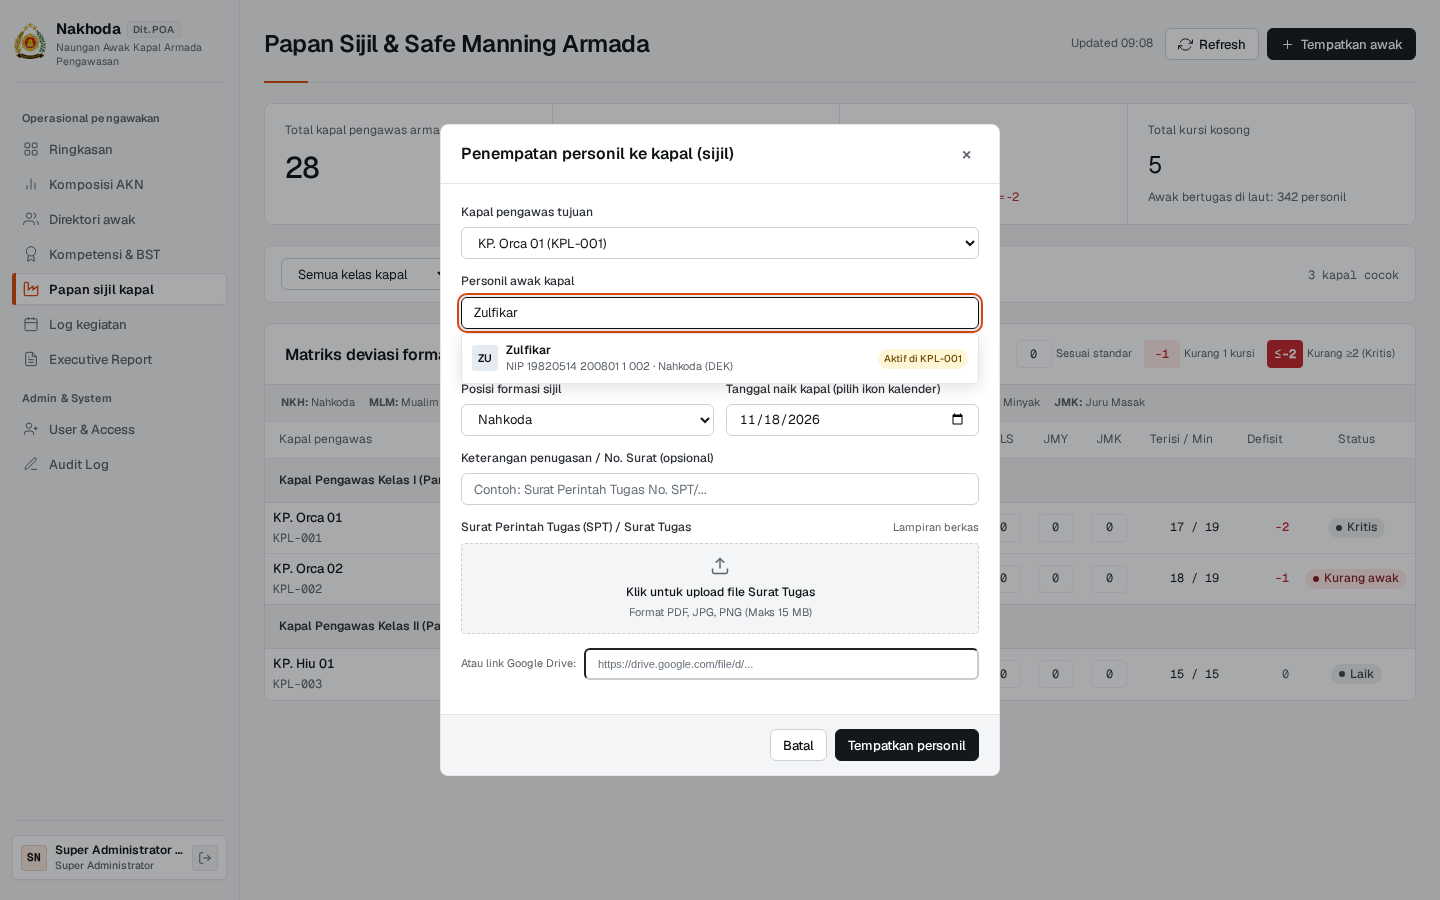 Nakhoda
Dit. POA
Naungan Awak Kapal Armada
Pengawasan
Operasional pengawakan
Ringkasan
Komposisi AKN
Direktori awak
Kompetensi & BST
Papan sijil kapal
Log kegiatan
Executive Report
Admin & System
User & Access
Audit Log
SN
Super Administrator ...
Super Administrator
Papan Sijil & Safe Manning Armada
Updated 09:08
Refresh
+ Tempatkan awak
Total kapal pengawas arma
28
-2
Total kursi kosong
5
Awak bertugas di laut: 342 personil
Semua kelas kapal
3 kapal cocok
Matriks deviasi forma
0 Sesuai standar
-1 Kurang 1 kursi
≤-2 Kurang ≥2 (Kritis)
NKH: Nahkoda MLM: Mualim
Minyak JMK: Juru Masak
Kapal pengawas
LS JMY JMK Terisi / Min Defisit Status
Kapal Pengawas Kelas I (Pa
KP. Orca 01
KPL-001
0 0 0 17 / 19 -2 Kritis
KP. Orca 02
KPL-002
0 0 0 18 / 19 -1 Kurang awak
Kapal Pengawas Kelas II (Pa
KP. Hiu 01
KPL-003
0 0 0 15 / 15 0 Laik
Penempatan personil ke kapal (sijil)
×
Kapal pengawas tujuan
KP. Orca 01 (KPL-001)
Personil awak kapal
Zulfikar
ZU
Zulfikar
NIP 19820514 200801 1 002 · Nahkoda (DEK)
Aktif di KPL-001
Posisi formasi sijil
Tanggal naik kapal (pilih ikon kalender)
Nahkoda
11/18/2026
Keterangan penugasan / No. Surat (opsional)
Contoh: Surat Perintah Tugas No. SPT/...
Surat Perintah Tugas (SPT) / Surat Tugas
Lampiran berkas
Klik untuk upload file Surat Tugas
Format PDF, JPG, PNG (Maks 15 MB)
Atau link Google Drive:
https://drive.google.com/file/d/...
Batal
Tempatkan personil